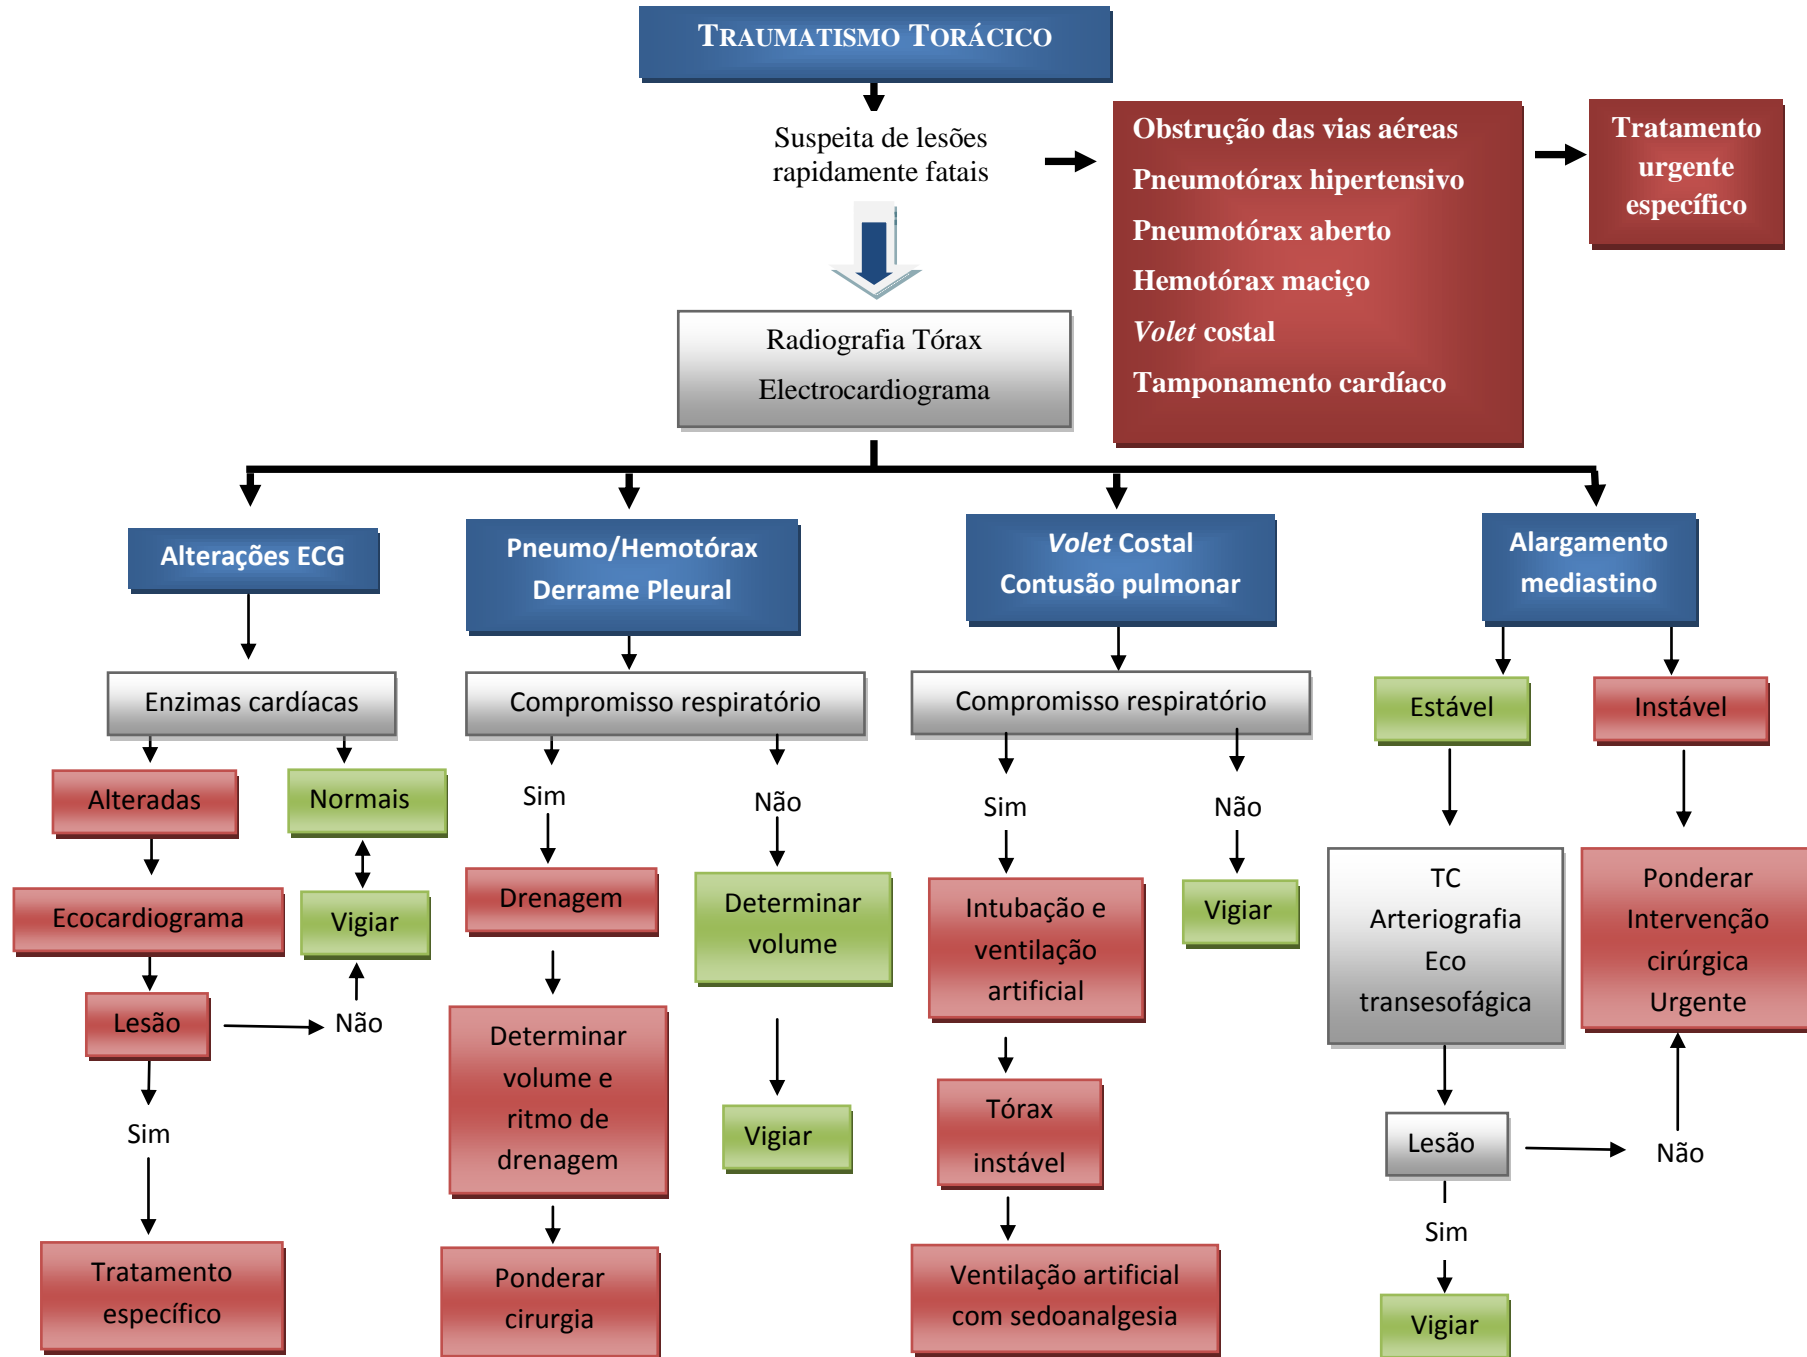 TRAUMATISMO TORÁCICO
Suspeita de lesões
rapidamente fatais
Obstrução das vias aéreas
Pneumotórax hipertensivo
Pneumotórax aberto
Hemotórax maciço
Volet costal
Tamponamento cardíaco
Tratamento
urgente
específico
Radiografia Tórax
Electrocardiograma
Alterações ECG
Enzimas cardíacas
Alteradas
Normais
Ecocardiograma
Vigiar
Lesão
Não
Sim
Tratamento
específico
Pneumo/Hemotórax
Derrame Pleural
Compromisso respiratório
Sim
Não
Drenagem
Determinar
volume
Determinar
volume e
ritmo de
drenagem
Vigiar
Ponderar
cirurgia
Volet Costal
Contusão pulmonar
Compromisso respiratório
Sim
Não
Intubação e
ventilação
artificial
Vigiar
Tórax
instável
Ventilação artificial
com sedoanalgesia
Alargamento
mediastino
Estável
Instável
TC
Arteriografia
Eco
transesofágica
Ponderar
Intervenção
cirúrgica
Urgente
Lesão
Não
Sim
Vigiar